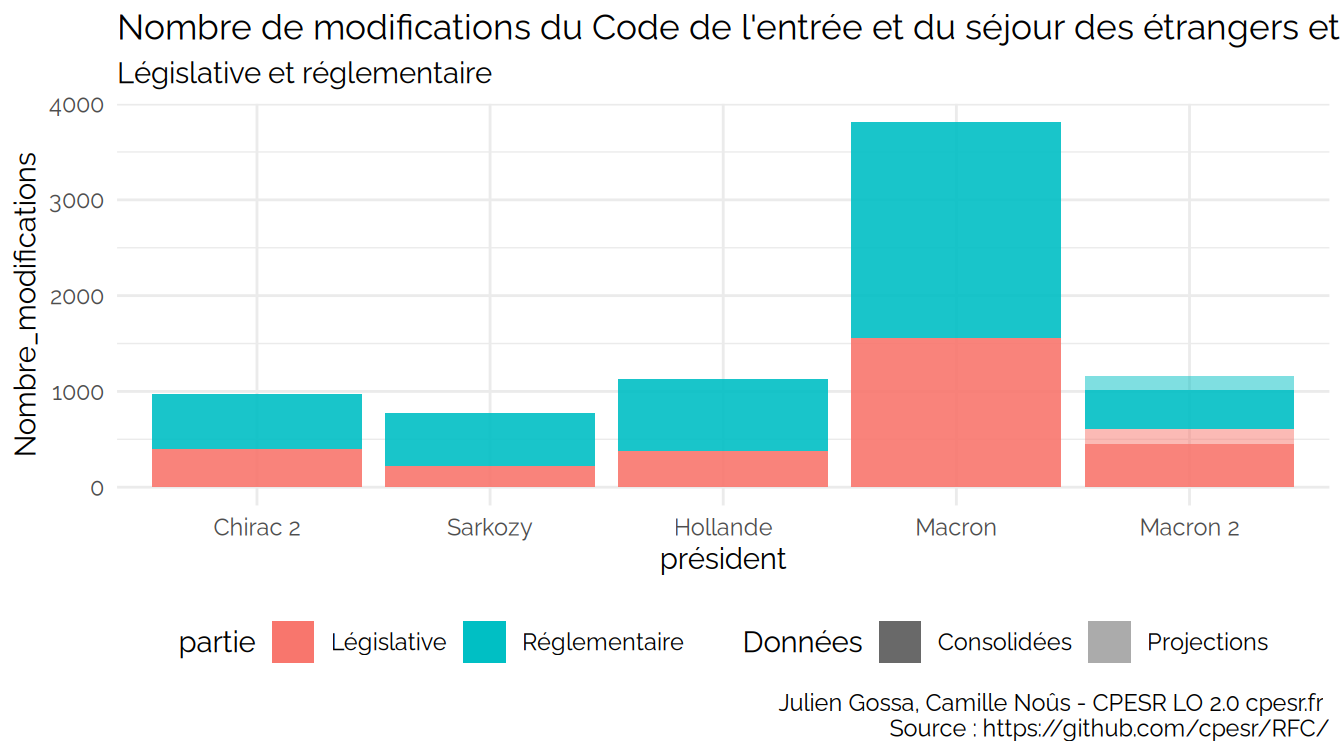 Nombre de modifications du Code de l'entrée et du séjour des étrangers et
Législative et réglementaire
Nombre_modifications
4000
3000
2000
1000
0
Chirac 2 Sarkozy Hollande Macron Macron 2
président
partie Législative Réglementaire Données Consolidées Projections
Julien Gossa, Camille Noûs - CPESR LO 2.0 cpesr.fr
Source : https://github.com/cpesr/RFC/